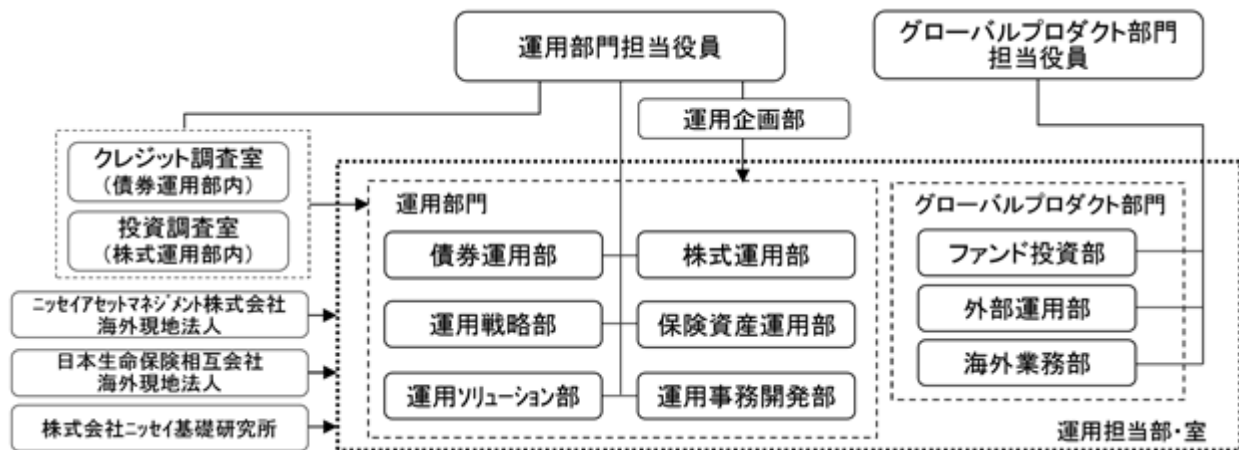 運用部門担当役員
グローバルプロダクト部門
担当役員
運用企画部
クレジット調査室
（債券運用部内）
投資調査室
（株式運用部内）
運用部門
債券運用部
株式運用部
運用戦略部
保険資産運用部
運用ソリューション部
運用事務開発部
グローバルプロダクト部門
ファンド投資部
外部運用部
海外業務部
ニッセイアセットマネジメント株式会社
海外現地法人
日本生命保険相互会社
海外現地法人
株式会社ニッセイ基礎研究所
運用担当部・室